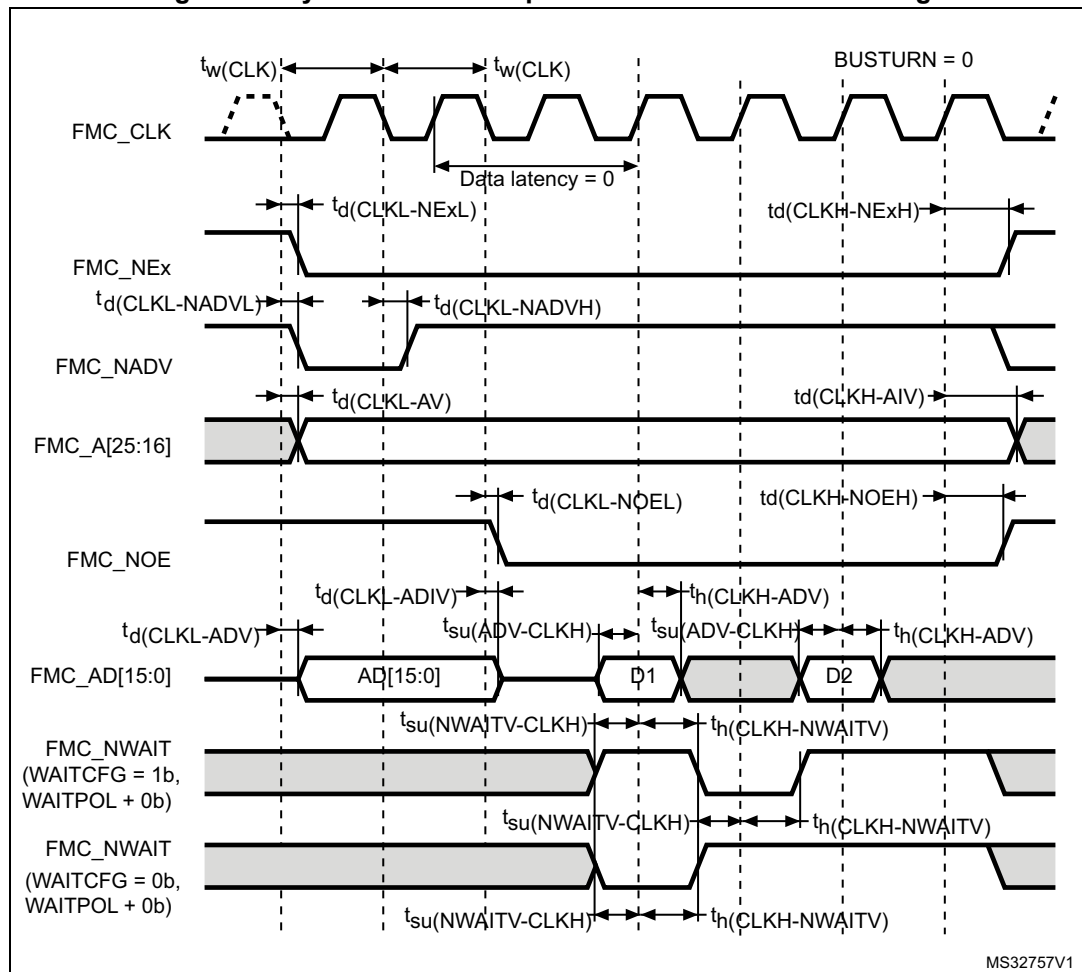 tw(CLK) tw(CLK) BUSTURN = 0
FMC_CLK
Data latency = 0
td(CLKL-NExL) td(CLKH-NExH)
FMC_NEx
td(CLKL-NADVL) td(CLKL-NADVH)
FMC_NADV
td(CLKL-AV) td(CLKH-AIV)
FMC_A[25:16]
td(CLKL-NOEL) td(CLKH-NOEH)
FMC_NOE
td(CLKL-ADIV) th(CLKH-ADV)
td(CLKL-ADV) tsu(ADV-CLKH) tsu(ADV-CLKH) th(CLKH-ADV)
FMC_AD[15:0] AD[15:0] D1 D2
tsu(NWAITV-CLKH) th(CLKH-NWAITV)
FMC_NWAIT
(WAITCFG = 1b,
WAITPOL + 0b)
tsu(NWAITV-CLKH) th(CLKH-NWAITV)
FMC_NWAIT
(WAITCFG = 0b,
WAITPOL + 0b)
tsu(NWAITV-CLKH) th(CLKH-NWAITV)
MS32757V1